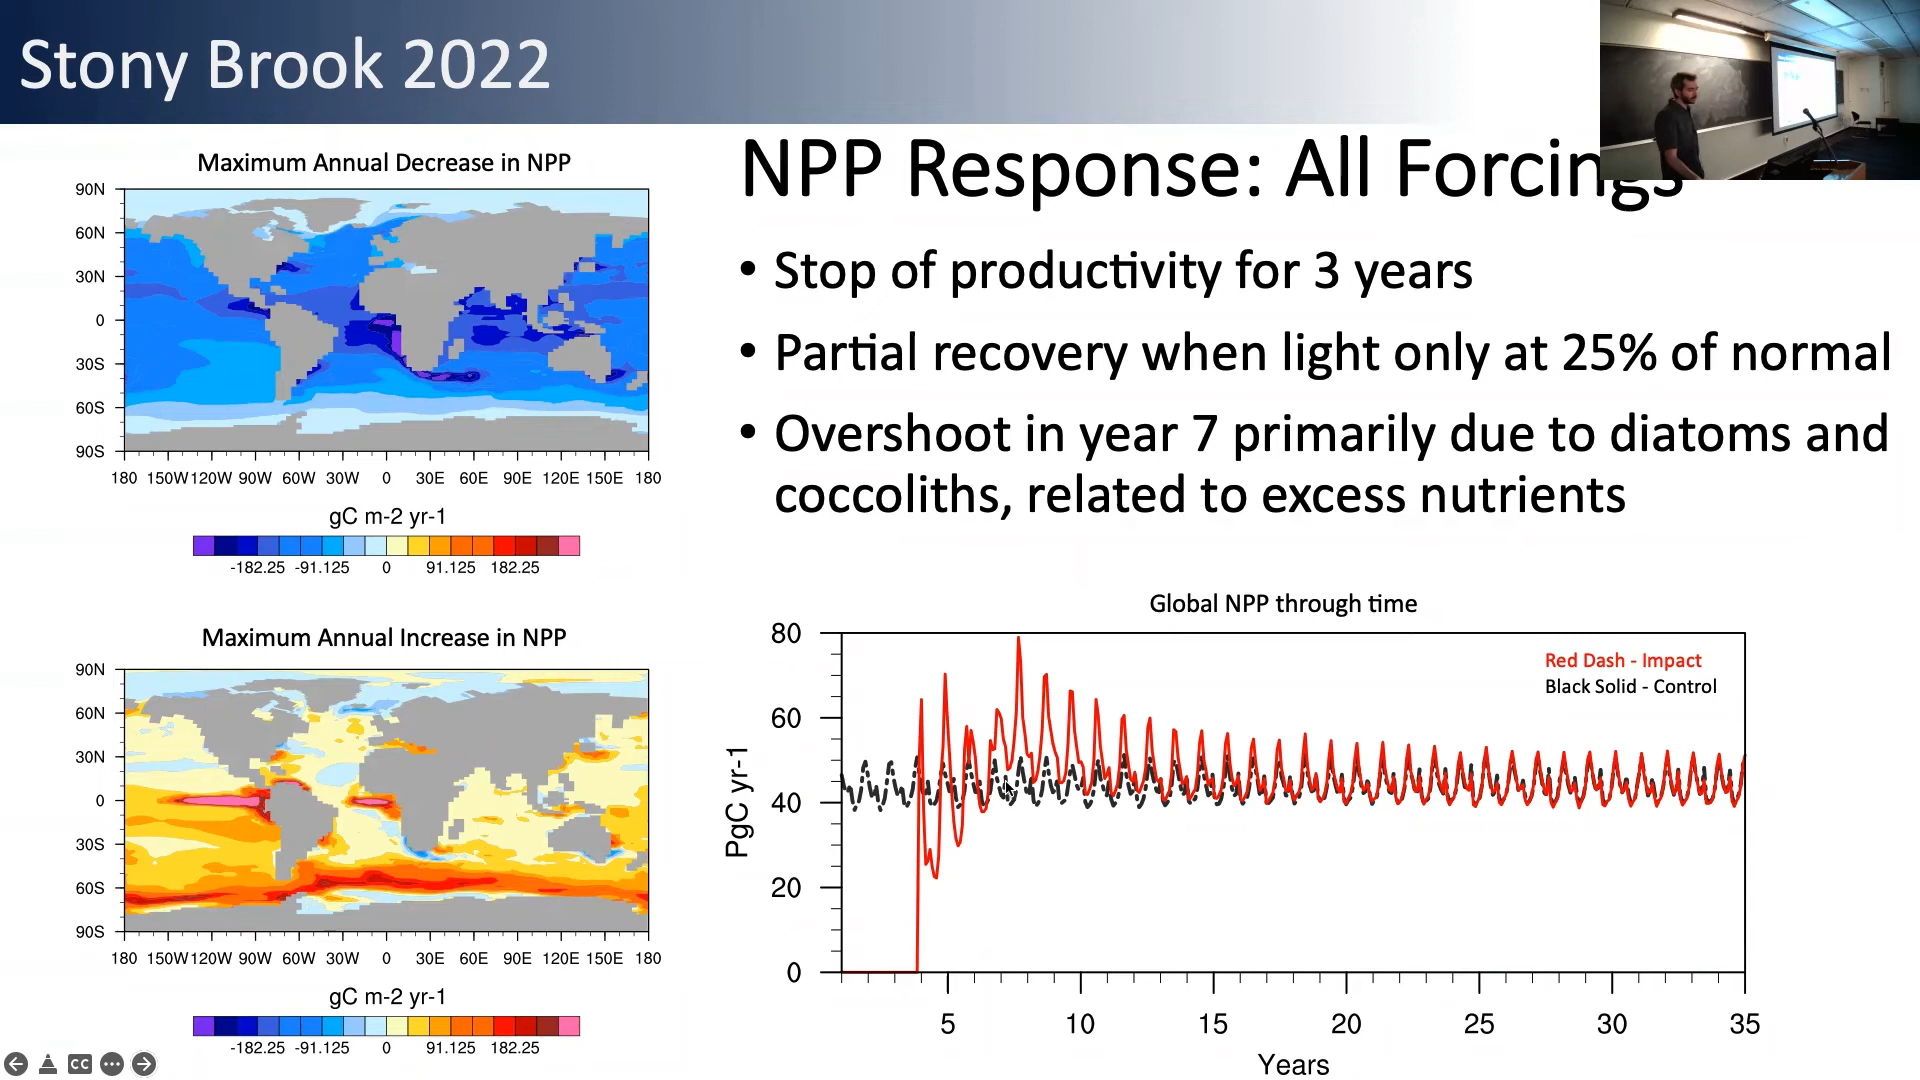 Stony Brook 2022
NPP Response: All Forcings
• Stop of productivity for 3 years
• Partial recovery when light only at 25% of normal
• Overshoot in year 7 primarily due to diatoms and
coccoliths, related to excess nutrients
Maximum Annual Decrease in NPP
90N
60N
30N
0
30S
60S
90S
180 150W 120W 90W 60W 30W 0 30E 60E 90E 120E 150E 180
gC m-2 yr-1
-182.25 -91.125 0 91.125 182.25
Maximum Annual Increase in NPP
90N
60N
30N
0
30S
60S
90S
180 150W 120W 90W 60W 30W 0 30E 60E 90E 120E 150E 180
gC m-2 yr-1
-182.25 -91.125 0 91.125 182.25
Global NPP through time
Red Dash - Impact
Black Solid - Control
80
60
40
20
0
PgC yr-1
5 10 15 20 25 30 35
Years
CC